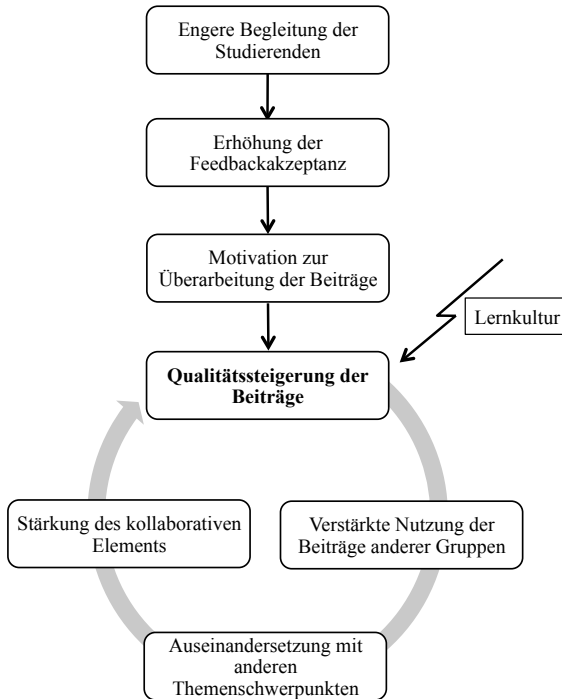 Engere Begleitung der
Studierenden
Erhöhung der
Feedbackakzeptanz
Motivation zur
Überarbeitung der Beiträge
Lernkultur
Qualitätssteigerung der
Beiträge
Stärkung des kollaborativen
Elements
Verstärkte Nutzung der
Beiträge anderer Gruppen
Auseinandersetzung mit
anderen
Themenschwerpunkten